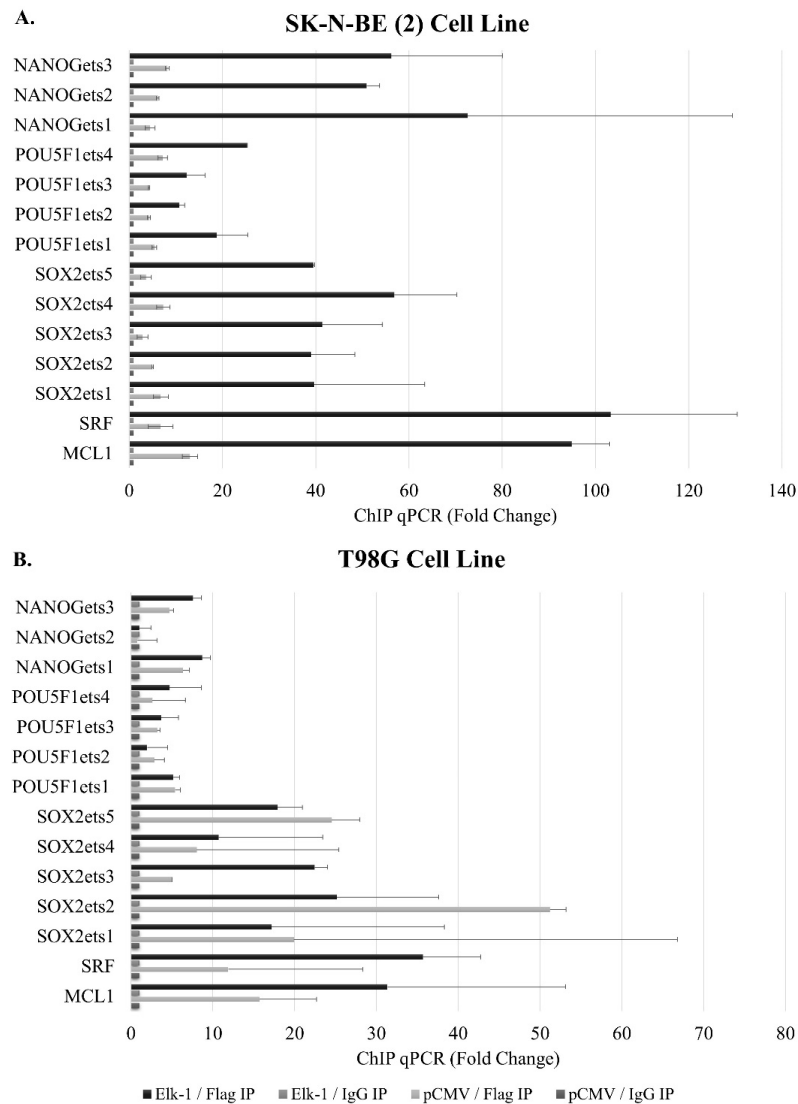 A.
SK-N-BE (2) Cell Line
NANOGets3
NANOGets2
NANOGets1
POU5F1ets4
POU5F1ets3
POU5F1ets2
POU5F1ets1
SOX2ets5
SOX2ets4
SOX2ets3
SOX2ets2
SOX2ets1
SRF
MCL1
0 20 40 60 80 100 120 140
ChIP qPCR (Fold Change)
B.
T98G Cell Line
NANOGets3
NANOGets2
NANOGets1
POU5F1ets4
POU5F1ets3
POU5F1ets2
POU5F1ets1
SOX2ets5
SOX2ets4
SOX2ets3
SOX2ets2
SOX2ets1
SRF
MCL1
0 10 20 30 40 50 60 70 80
ChIP qPCR (Fold Change)
Elk-1 / Flag IP Elk-1 / IgG IP pCMV / Flag IP pCMV / IgG IP